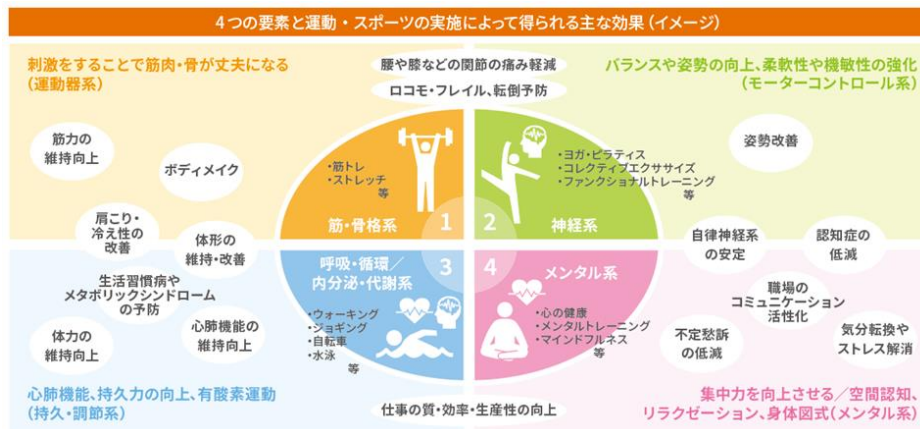 4つの要素と運動・スポーツの実施によって得られる主な効果（イメージ）
刺激をすることで筋肉・骨が丈夫になる
（運動器系）
腰や膝などの関節の痛み軽減
ロコモ・フレイル、転倒予防
バランスや姿勢の向上、柔軟性や機敏性の強化
（モーターコントロール系）
筋力の
維持向上
ボディメイク
肩こり・
冷え性の
改善
体形の
維持・改善
・筋トレ
・ストレッチ
等
筋・骨格系
1
・ヨガ・ピラティス
・コレクティブエクササイズ
・ファンクショナルトレーニング
等
2
神経系
姿勢改善
自律神経系
の安定
認知症の
低減
生活習慣病や
メタボリックシンドローム
の予防
体力の
維持向上
心肺機能の
維持向上
呼吸・循環／
内分泌・代謝系
3
・ウォーキング
・ジョギング
・自転車
・水泳
等
4
メンタル系
・心の健康
・メンタルトレーニング
・マインドフルネス
等
職場の
コミュニケーション
活性化
不定愁訴
の低減
気分転換や
ストレス解消
心肺機能、持久力の向上、有酸素運動
（持久・調節系）
仕事の質・効率・生産性の向上
集中力を向上させる／空間認知、
リラクゼーション、身体図式（メンタル系）